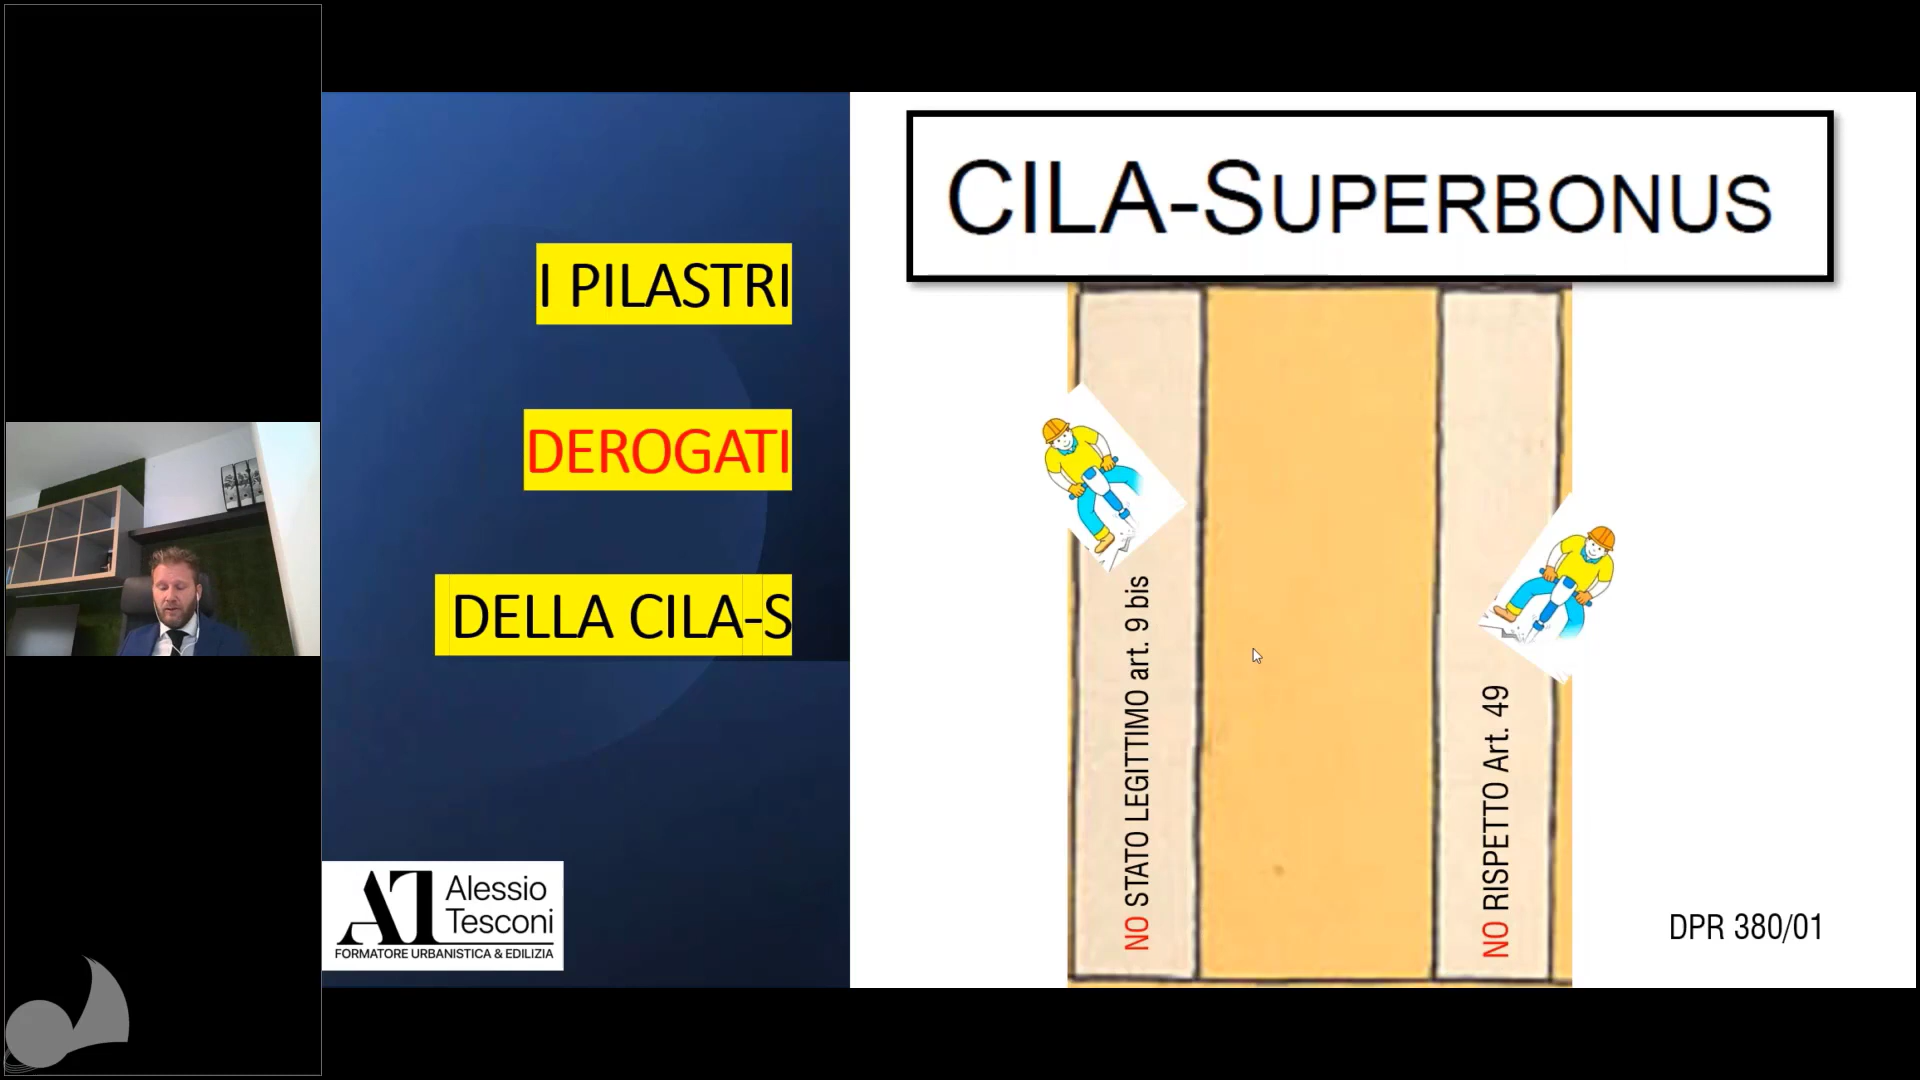 I PILASTRI
DEROGATI
DELLA CILA-S
AT Alessio
Tesconi
FORMATORE URBANISTICA & EDILIZIA
CILA-SUPERBONUS
NO STATO LEGITTIMO art. 9 bis
NO RISPETTO Art. 49
DPR 380/01